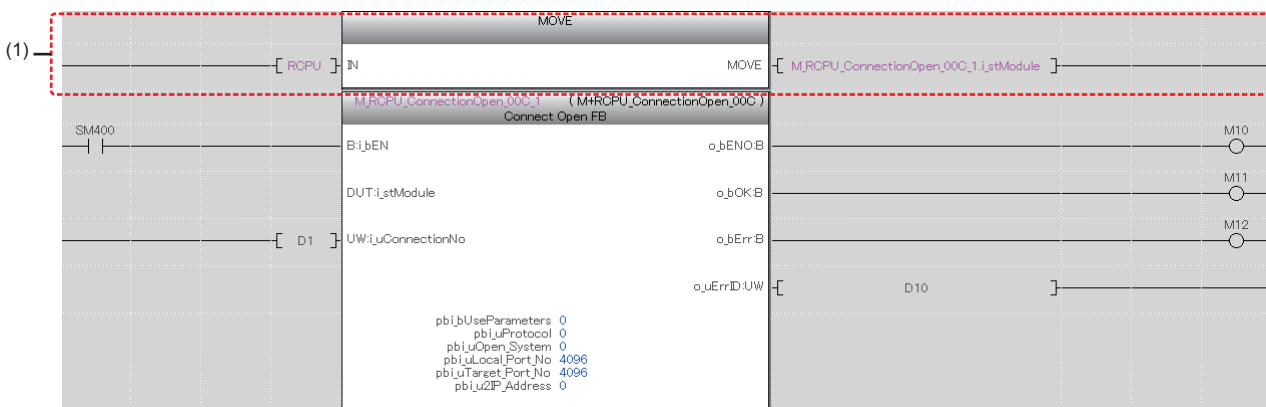 MOVE
(1)
RCPU IN MOVE M_RCPU_ConnectionOpen_00C_1.i_stModule
M_RCPU_ConnectionOpen_00C_1 (M+RCPU_ConnectionOpen_00C)
Connect Open FB
SM400 M10
B:i_bEN o_bENO:B
M11
DUT:i_stModule o_bOK:B
M12
D1 UW:i_uConnectionNo o_bErr:B
o_uErrID:UW D10
pbi_bUseParameters 0
pbi_uProtocol 0
pbi_uOpen_System 0
pbi_uLocal_Port_No 4096
pbi_uTarget_Port_No 4096
pbi_u2IP_Address 0